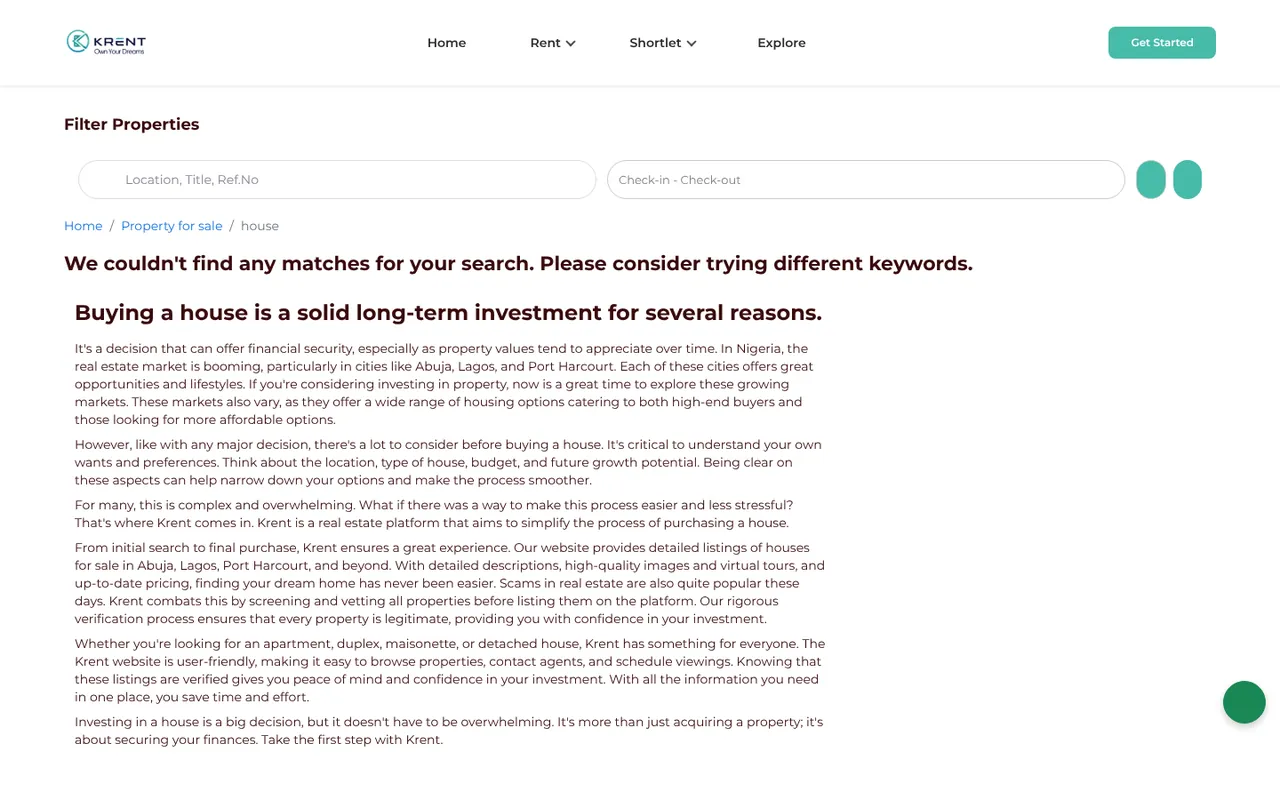 KRENT
Own Your Dreams
Home
Rent
Shortlet
Explore
Get Started
Filter Properties
Location, Title, Ref.No
Check-in - Check-out
Home / Property for sale / house
We couldn't find any matches for your search. Please consider trying different keywords.
Buying a house is a solid long-term investment for several reasons.
It's a decision that can offer financial security, especially as property values tend to appreciate over time. In Nigeria, the
real estate market is booming, particularly in cities like Abuja, Lagos, and Port Harcourt. Each of these cities offers great
opportunities and lifestyles. If you're considering investing in property, now is a great time to explore these growing
markets. These markets also vary, as they offer a wide range of housing options catering to both high-end buyers and
those looking for more affordable options.
However, like with any major decision, there's a lot to consider before buying a house. It's critical to understand your own
wants and preferences. Think about the location, type of house, budget, and future growth potential. Being clear on
these aspects can help narrow down your options and make the process smoother.
For many, this is complex and overwhelming. What if there was a way to make this process easier and less stressful?
That's where Krent comes in. Krent is a real estate platform that aims to simplify the process of purchasing a house.
From initial search to final purchase, Krent ensures a great experience. Our website provides detailed listings of houses
for sale in Abuja, Lagos, Port Harcourt, and beyond. With detailed descriptions, high-quality images and virtual tours, and
up-to-date pricing, finding your dream home has never been easier. Scams in real estate are also quite popular these
days. Krent combats this by screening and vetting all properties before listing them on the platform. Our rigorous
verification process ensures that every property is legitimate, providing you with confidence in your investment.
Whether you're looking for an apartment, duplex, maisonette, or detached house, Krent has something for everyone. The
Krent website is user-friendly, making it easy to browse properties, contact agents, and schedule viewings. Knowing that
these listings are verified gives you peace of mind and confidence in your investment. With all the information you need
in one place, you save time and effort.
Investing in a house is a big decision, but it doesn't have to be overwhelming. It's more than just acquiring a property; it's
about securing your finances. Take the first step with Krent.